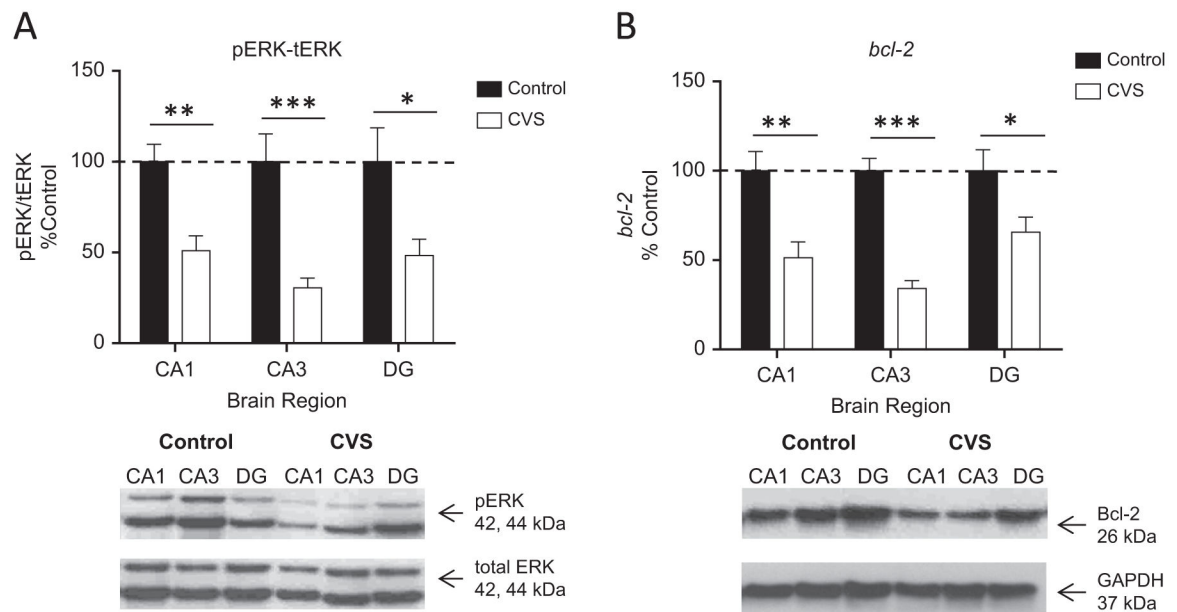 A
pERK-tERK
Control
CVS
150
100
50
0
pERK/tERK
%Control
**
***
*
CA1 CA3 DG
Brain Region
Control CVS
CA1 CA3 DG CA1 CA3 DG
pERK
42, 44 kDa
total ERK
42, 44 kDa
B
bcl-2
Control
CVS
150
100
50
0
bcl-2
% Control
**
***
*
CA1 CA3 DG
Brain Region
Control CVS
CA1 CA3 DG CA1 CA3 DG
Bcl-2
26 kDa
GAPDH
37 kDa